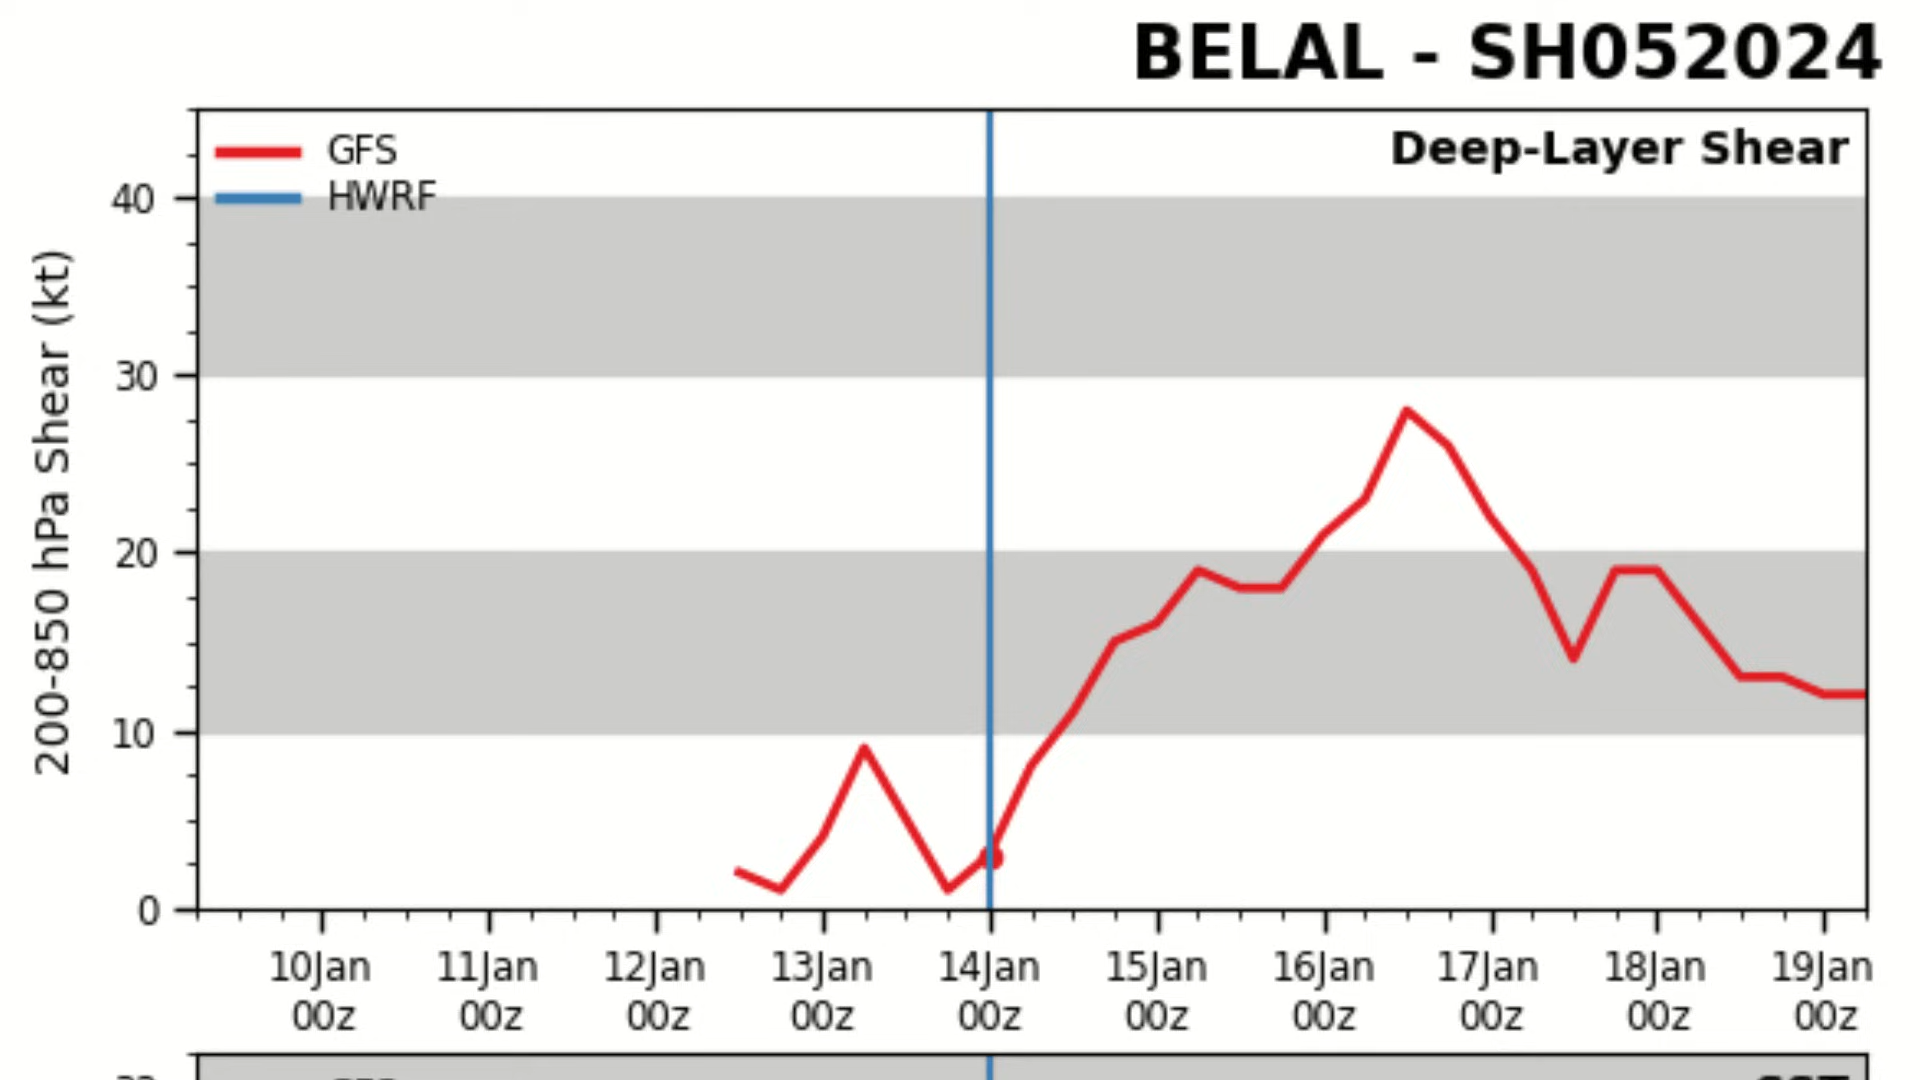 BELAL - SH052024
Deep-Layer Shear
GFS
HWRF
200-850 hPa Shear (kt)
40
30
20
10
0
10Jan 11Jan 12Jan 13Jan 14Jan 15Jan 16Jan 17Jan 18Jan 19Jan
00z 00z 00z 00z 00z 00z 00z 00z 00z 00z